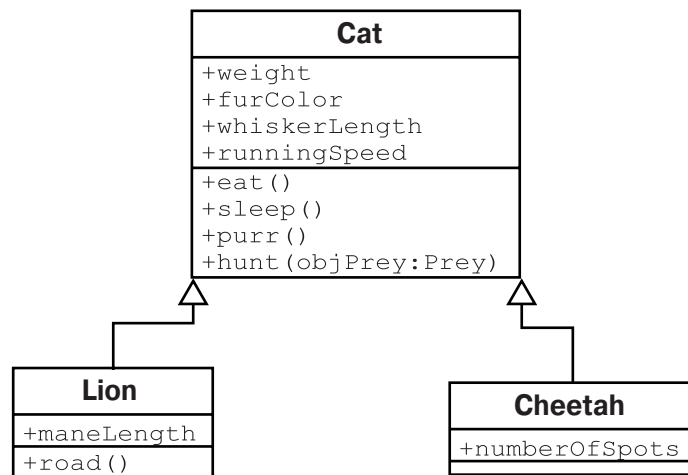 Cat
+weight
+furColor
+whiskerLength
+runningSpeed
+eat()
+sleep()
+purr()
+hunt(objPrey:Prey)
Lion
+maneLength
+road()
Cheetah
+numberOfSpots